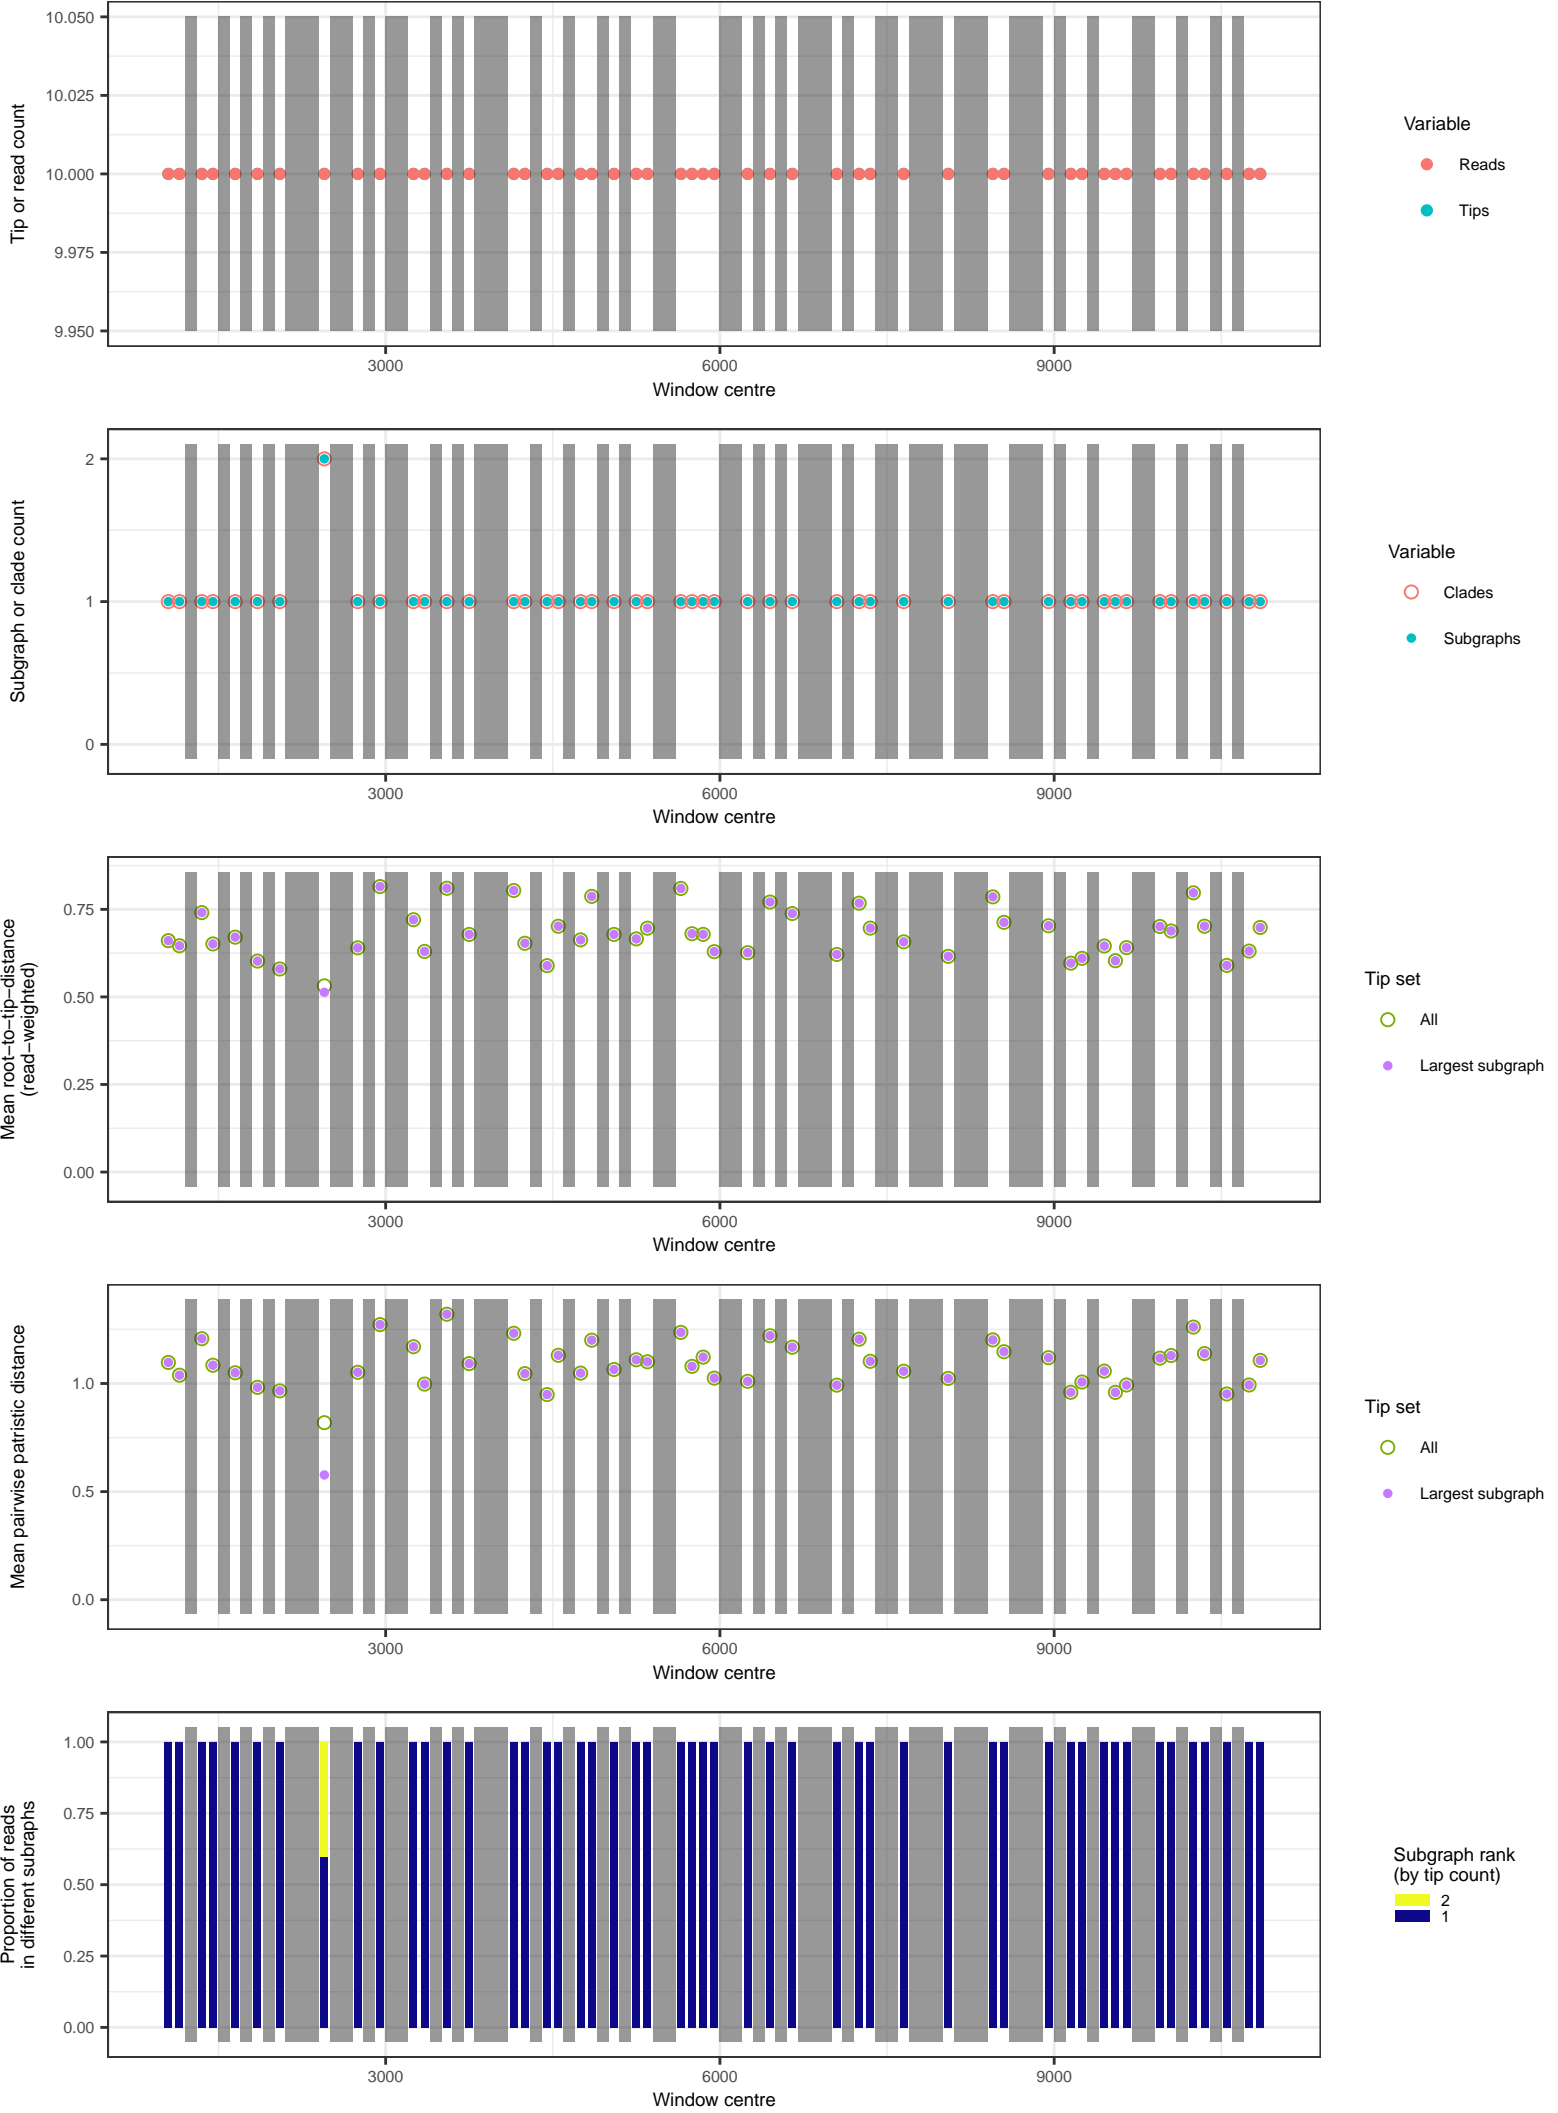 10.050
10.025
10.000
9.975
9.950
Tip or read count
3000
6000
9000
Window centre
Variable
Reads
Tips
2
1
0
Subgraph or clade count
3000
6000
9000
Window centre
Variable
Clades
Subgraphs
0.75
0.50
0.25
0.00
Mean root−to−tip−distance
(read−weighted)
3000
6000
9000
Window centre
Tip set
All
Largest subgraph
1.0
0.5
0.0
Mean pairwise patristic distance
3000
6000
9000
Window centre
Tip set
All
Largest subgraph
1.00
0.75
0.50
0.25
0.00
Proportion of reads
in different subraphs
3000
6000
9000
Window centre
Subgraph rank
(by tip count)
2
1